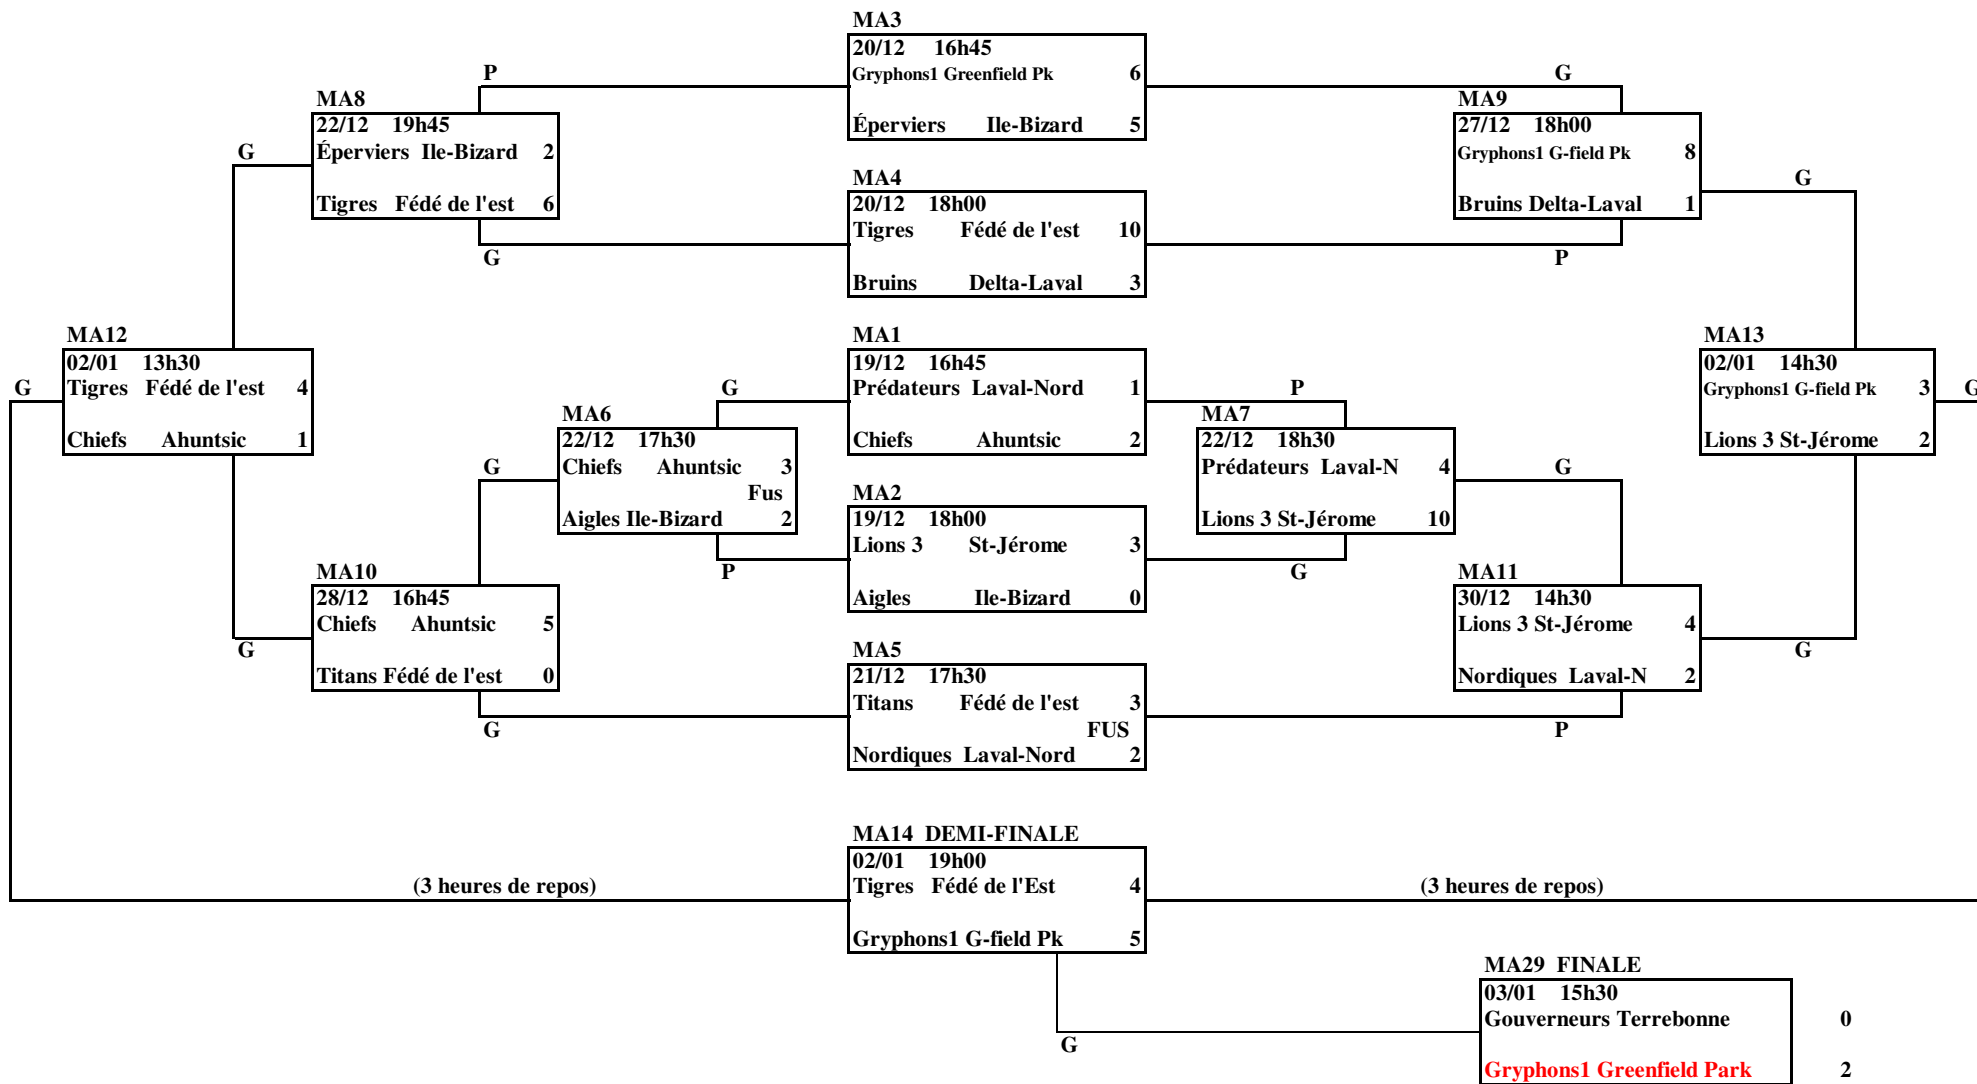 MA3
20/12 16h45
Gryphons1 Greenfield Pk 6
Éperviers Ile-Bizard 5
P
G
MA8
22/12 19h45
Éperviers Ile-Bizard 2
Tigres Fédé de l'est 6
G
G
MA4
20/12 18h00
Tigres Fédé de l'est 10
Bruins Delta-Laval 3
MA9
27/12 18h00
Gryphons1 G-field Pk 8
Bruins Delta-Laval 1
G
P
MA12
02/01 13h30
Tigres Fédé de l'est 4
Chiefs Ahuntsic 1
G
MA1
19/12 16h45
Prédateurs Laval-Nord 1
Chiefs Ahuntsic 2
G
P
MA13
02/01 14h30
Gryphons1 G-field Pk 3
Lions 3 St-Jérome 2
G
MA6
22/12 17h30
Chiefs Ahuntsic 3
Fus
Aigles Ile-Bizard 2
G
P
MA7
22/12 18h30
Prédateurs Laval-N 4
Lions 3 St-Jérome 10
G
G
MA2
19/12 18h00
Lions 3 St-Jérome 3
Aigles Ile-Bizard 0
MA10
28/12 16h45
Chiefs Ahuntsic 5
Titans Fédé de l'est 0
G
G
MA11
30/12 14h30
Lions 3 St-Jérome 4
Nordiques Laval-N 2
G
P
MA5
21/12 17h30
Titans Fédé de l'est 3
FUS
Nordiques Laval-Nord 2
MA14 DEMI-FINALE
02/01 19h00
Tigres Fédé de l'Est 4
Gryphons1 G-field Pk 5
(3 heures de repos)
(3 heures de repos)
G
MA29 FINALE
03/01 15h30
Gouverneurs Terrebonne 0
Gryphons1 Greenfield Park 2